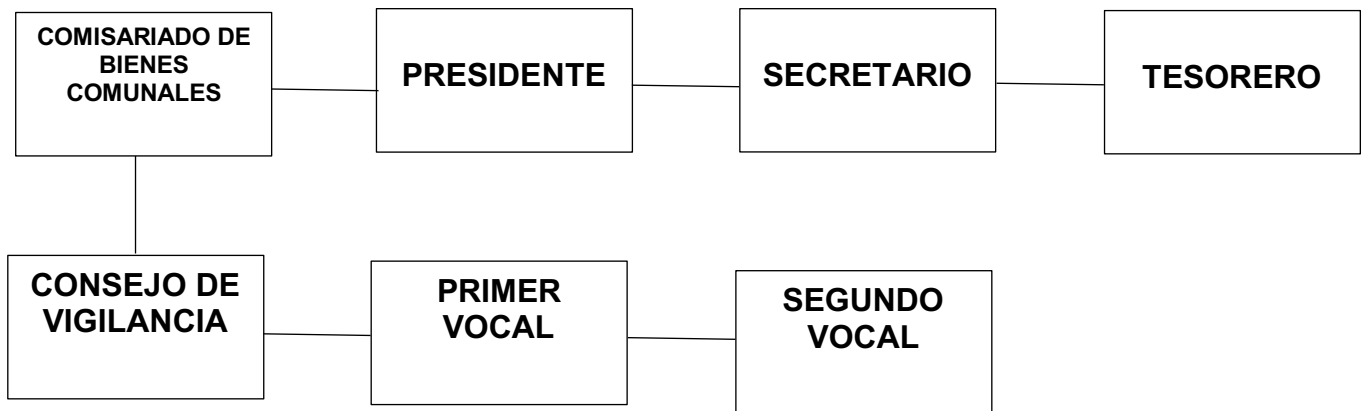 COMISARIADO DE
BIENES
COMUNALES
PRESIDENTE
SECRETARIO
TESORERO
CONSEJO DE
VIGILANCIA
PRIMER
VOCAL
SEGUNDO
VOCAL